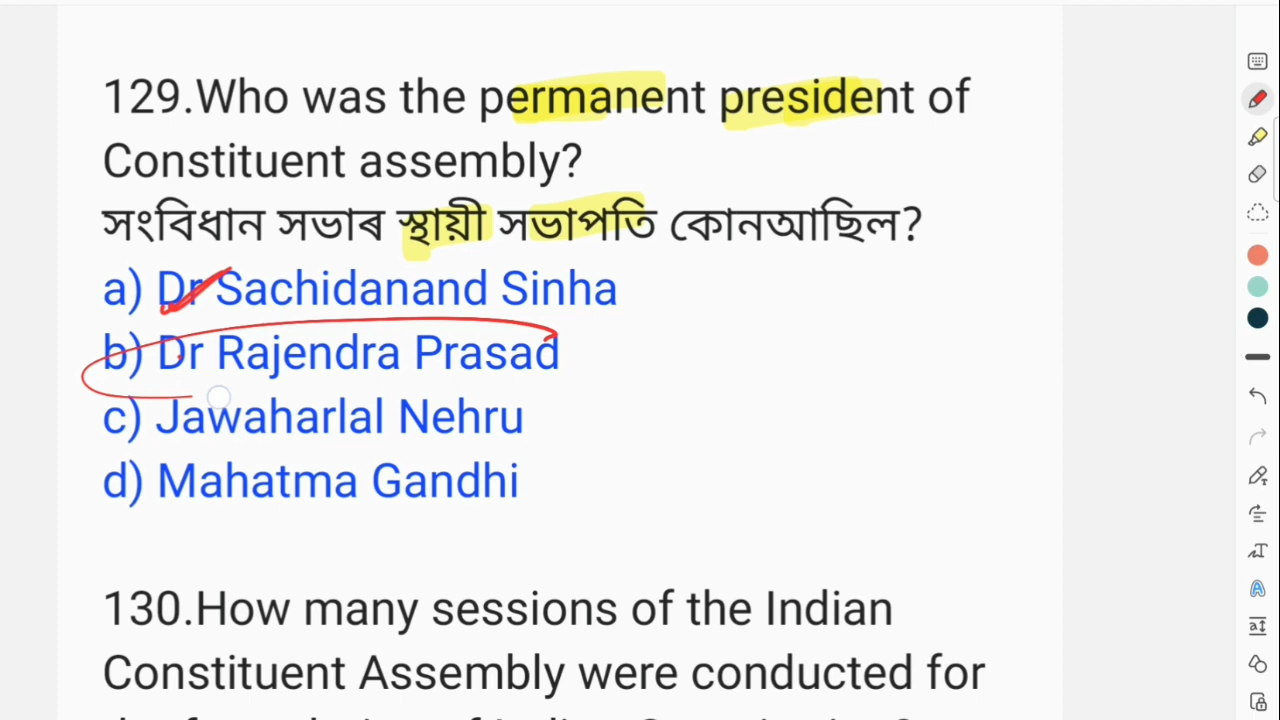 129.Who was the permanent president of
Constituent assembly?
সংবিধান সভাৰ স্থায়ী সভাপতি কোনআছিল?
a) Dr Sachidanand Sinha
b) Dr Rajendra Prasad
c) Jawaharlal Nehru
d) Mahatma Gandhi
130.How many sessions of the Indian
Constituent Assembly were conducted for